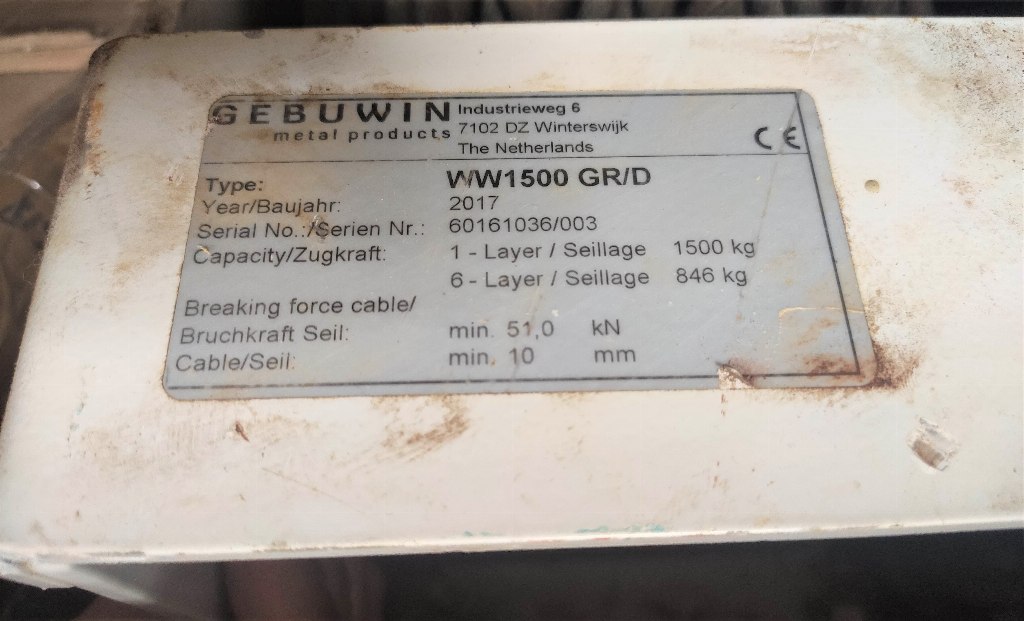 GEBUWIN Industrieweg 6
metal products 7102 DZ Winterswijk
The Netherlands
CE
Type: WW1500 GR/D
Year/Baujahr: 2017
Serial No.:/Serien Nr.: 60161036/003
Capacity/Zugkraft: 1 - Layer / Seillage 1500 kg
6 - Layer / Seillage 846 kg
Breaking force cable/
Bruchkraft Seil: min. 51,0 kN
Cable/Seil: min. 10 mm